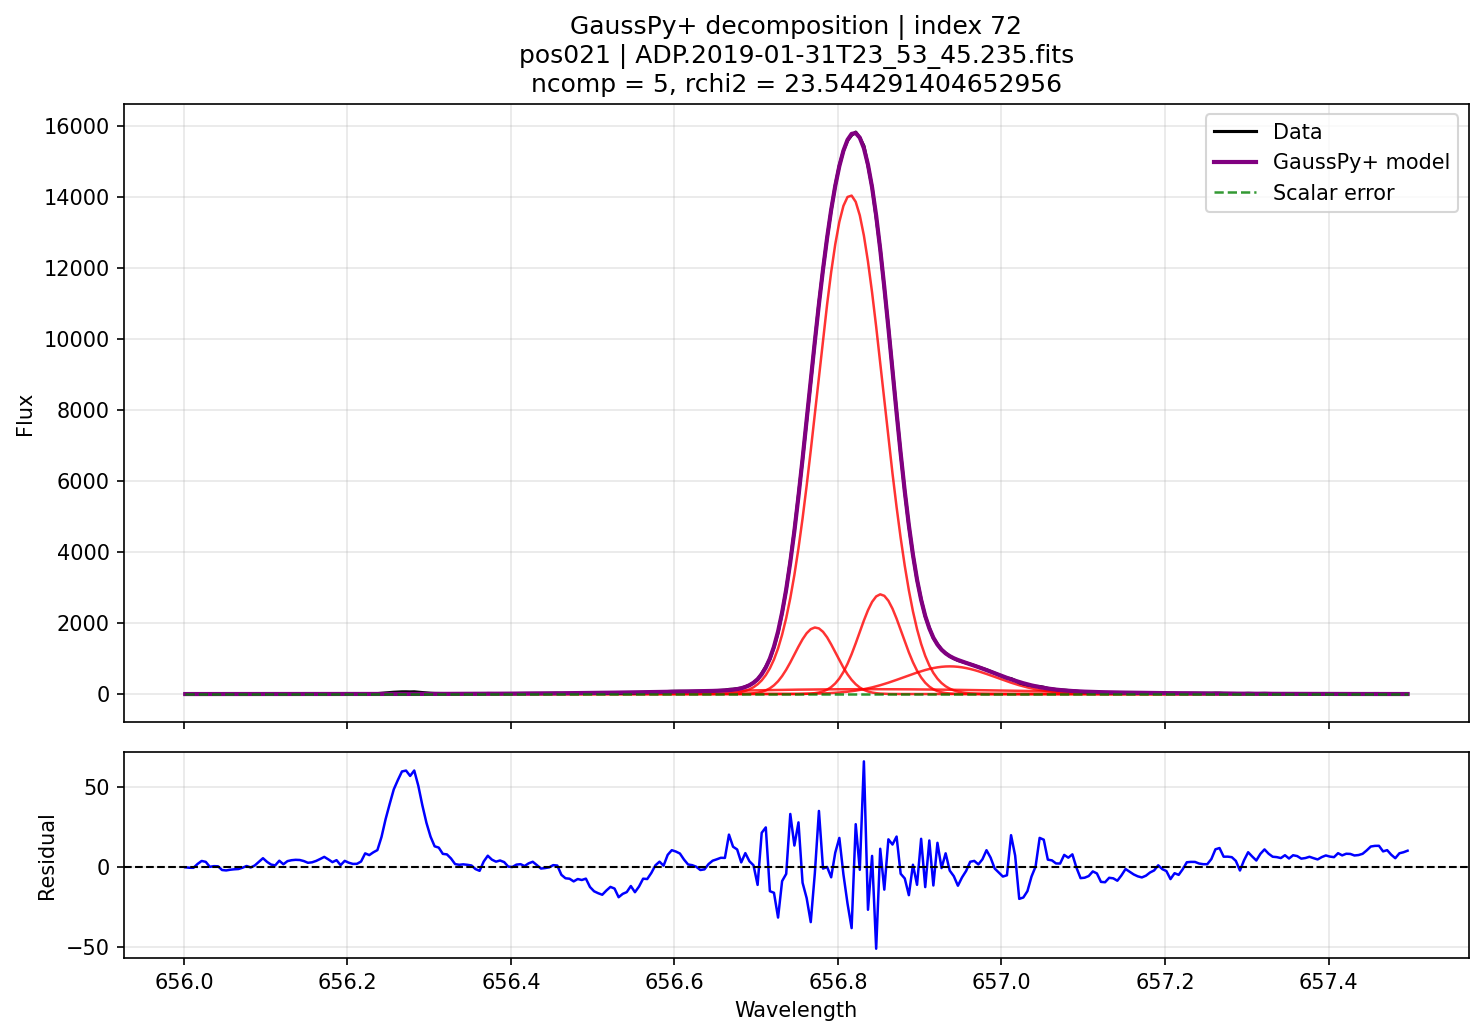 GaussPy+ decomposition | index 72
pos021 | ADP.2019-01-31T23_53_45.235.fits
ncomp = 5, rchi2 = 23.544291404652956
Data
GaussPy+ model
Scalar error
Flux
16000
14000
12000
10000
8000
6000
4000
2000
0
Residual
50
0
−50
656.0 656.2 656.4 656.6 656.8 657.0 657.2 657.4
Wavelength